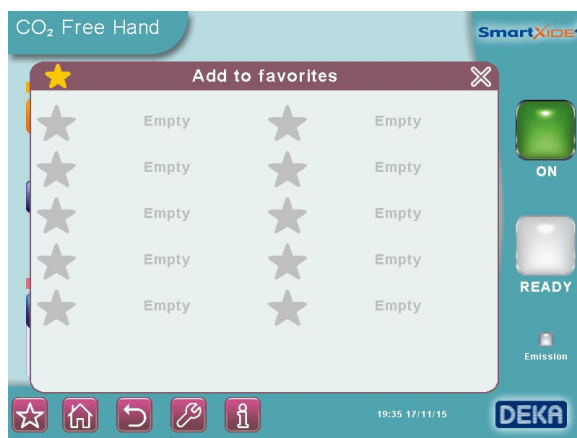 CO₂ Free Hand
SmartXIDE
Add to favorites
Empty Empty
Empty Empty
Empty Empty
Empty Empty
Empty Empty
ON
READY
Emission
19:35 17/11/15
DEKA